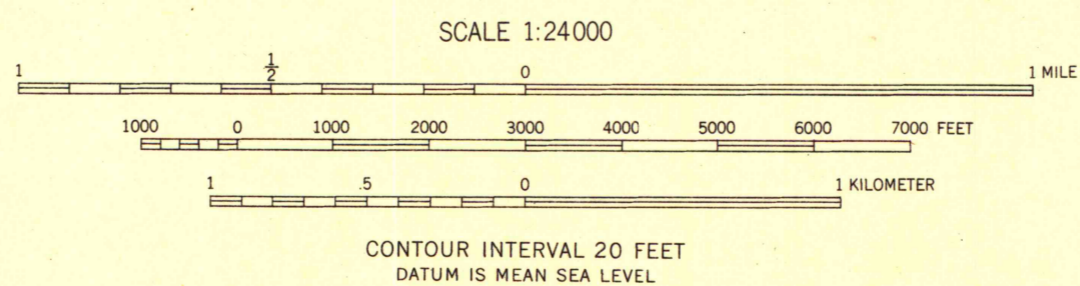 SCALE 1:24000
1 1/2 0 1 MILE
1000 0 1000 2000 3000 4000 5000 6000 7000 FEET
1 .5 0 1 KILOMETER
CONTOUR INTERVAL 20 FEET
DATUM IS MEAN SEA LEVEL